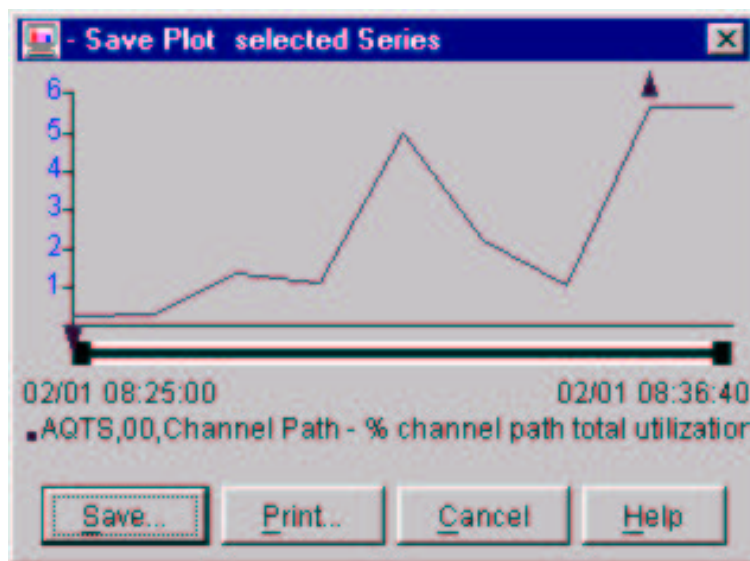 - Save Plot selected Series
6
5
4
3
2
1
02/01 08:25:00 02/01 08:36:40
AQTS,00,Channel Path - % channel path total utilization
Save... Print... Cancel Help